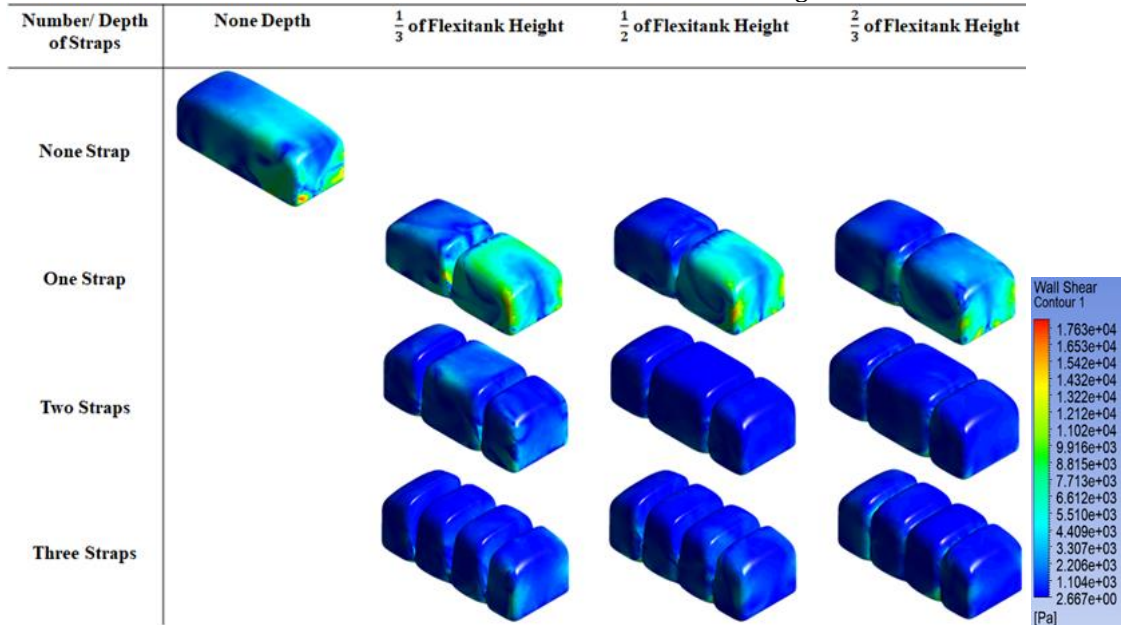 Number/ Depth of Straps
None Depth
1/3 of Flexitank Height
1/2 of Flexitank Height
2/3 of Flexitank Height
None Strap
One Strap
Two Straps
Three Straps
Wall Shear
Contour 1
1.763e+04
1.653e+04
1.542e+04
1.432e+04
1.322e+04
1.212e+04
1.102e+04
9.916e+03
8.815e+03
7.713e+03
6.612e+03
5.510e+03
4.409e+03
3.307e+03
2.206e+03
1.104e+03
2.667e+00
[Pa]